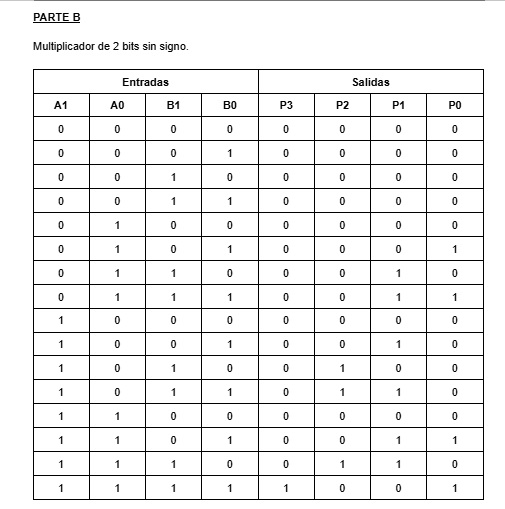 PARTE B
Multiplicador de 2 bits sin signo.
Entradas Salidas
A1 A0 B1 B0 P3 P2 P1 P0
0 0 0 0 0 0 0 0
0 0 0 1 0 0 0 0
0 0 1 0 0 0 0 0
0 0 1 1 0 0 0 0
0 1 0 0 0 0 0 0
0 1 0 1 0 0 0 1
0 1 1 0 0 0 1 0
0 1 1 1 0 0 1 1
1 0 0 0 0 0 0 0
1 0 0 1 0 0 1 0
1 0 1 0 0 1 0 0
1 0 1 1 0 1 1 0
1 1 0 0 0 0 0 0
1 1 0 1 0 0 1 1
1 1 1 0 0 1 1 0
1 1 1 1 1 0 0 1